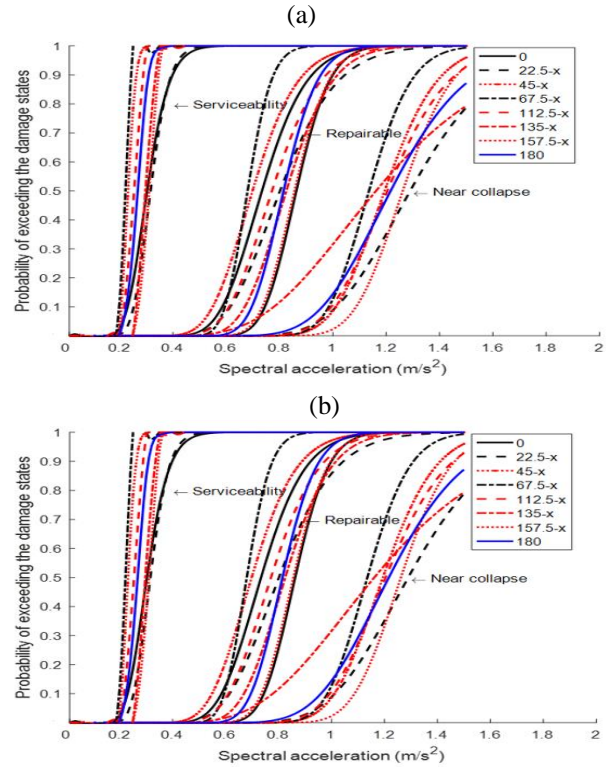 (a)
Probability of exceeding the damage states
1
0.9
0.8
0.7
0.6
0.5
0.4
0.3
0.2
0.1
← Serviceability
← Repairable
← Near collapse
0
22.5-x
45-x
67.5-x
112.5-x
135-x
157.5-x
180
0 0.2 0.4 0.6 0.8 1 1.2 1.4 1.6 1.8 2
Spectral acceleration (m/s²)
(b)
Probability of exceeding the damage states
1
0.9
0.8
0.7
0.6
0.5
0.4
0.3
0.2
0.1
← Serviceability
← Repairable
← Near collapse
0
22.5-x
45-x
67.5-x
112.5-x
135-x
157.5-x
180
0 0.2 0.4 0.6 0.8 1 1.2 1.4 1.6 1.8 2
Spectral acceleration (m/s²)